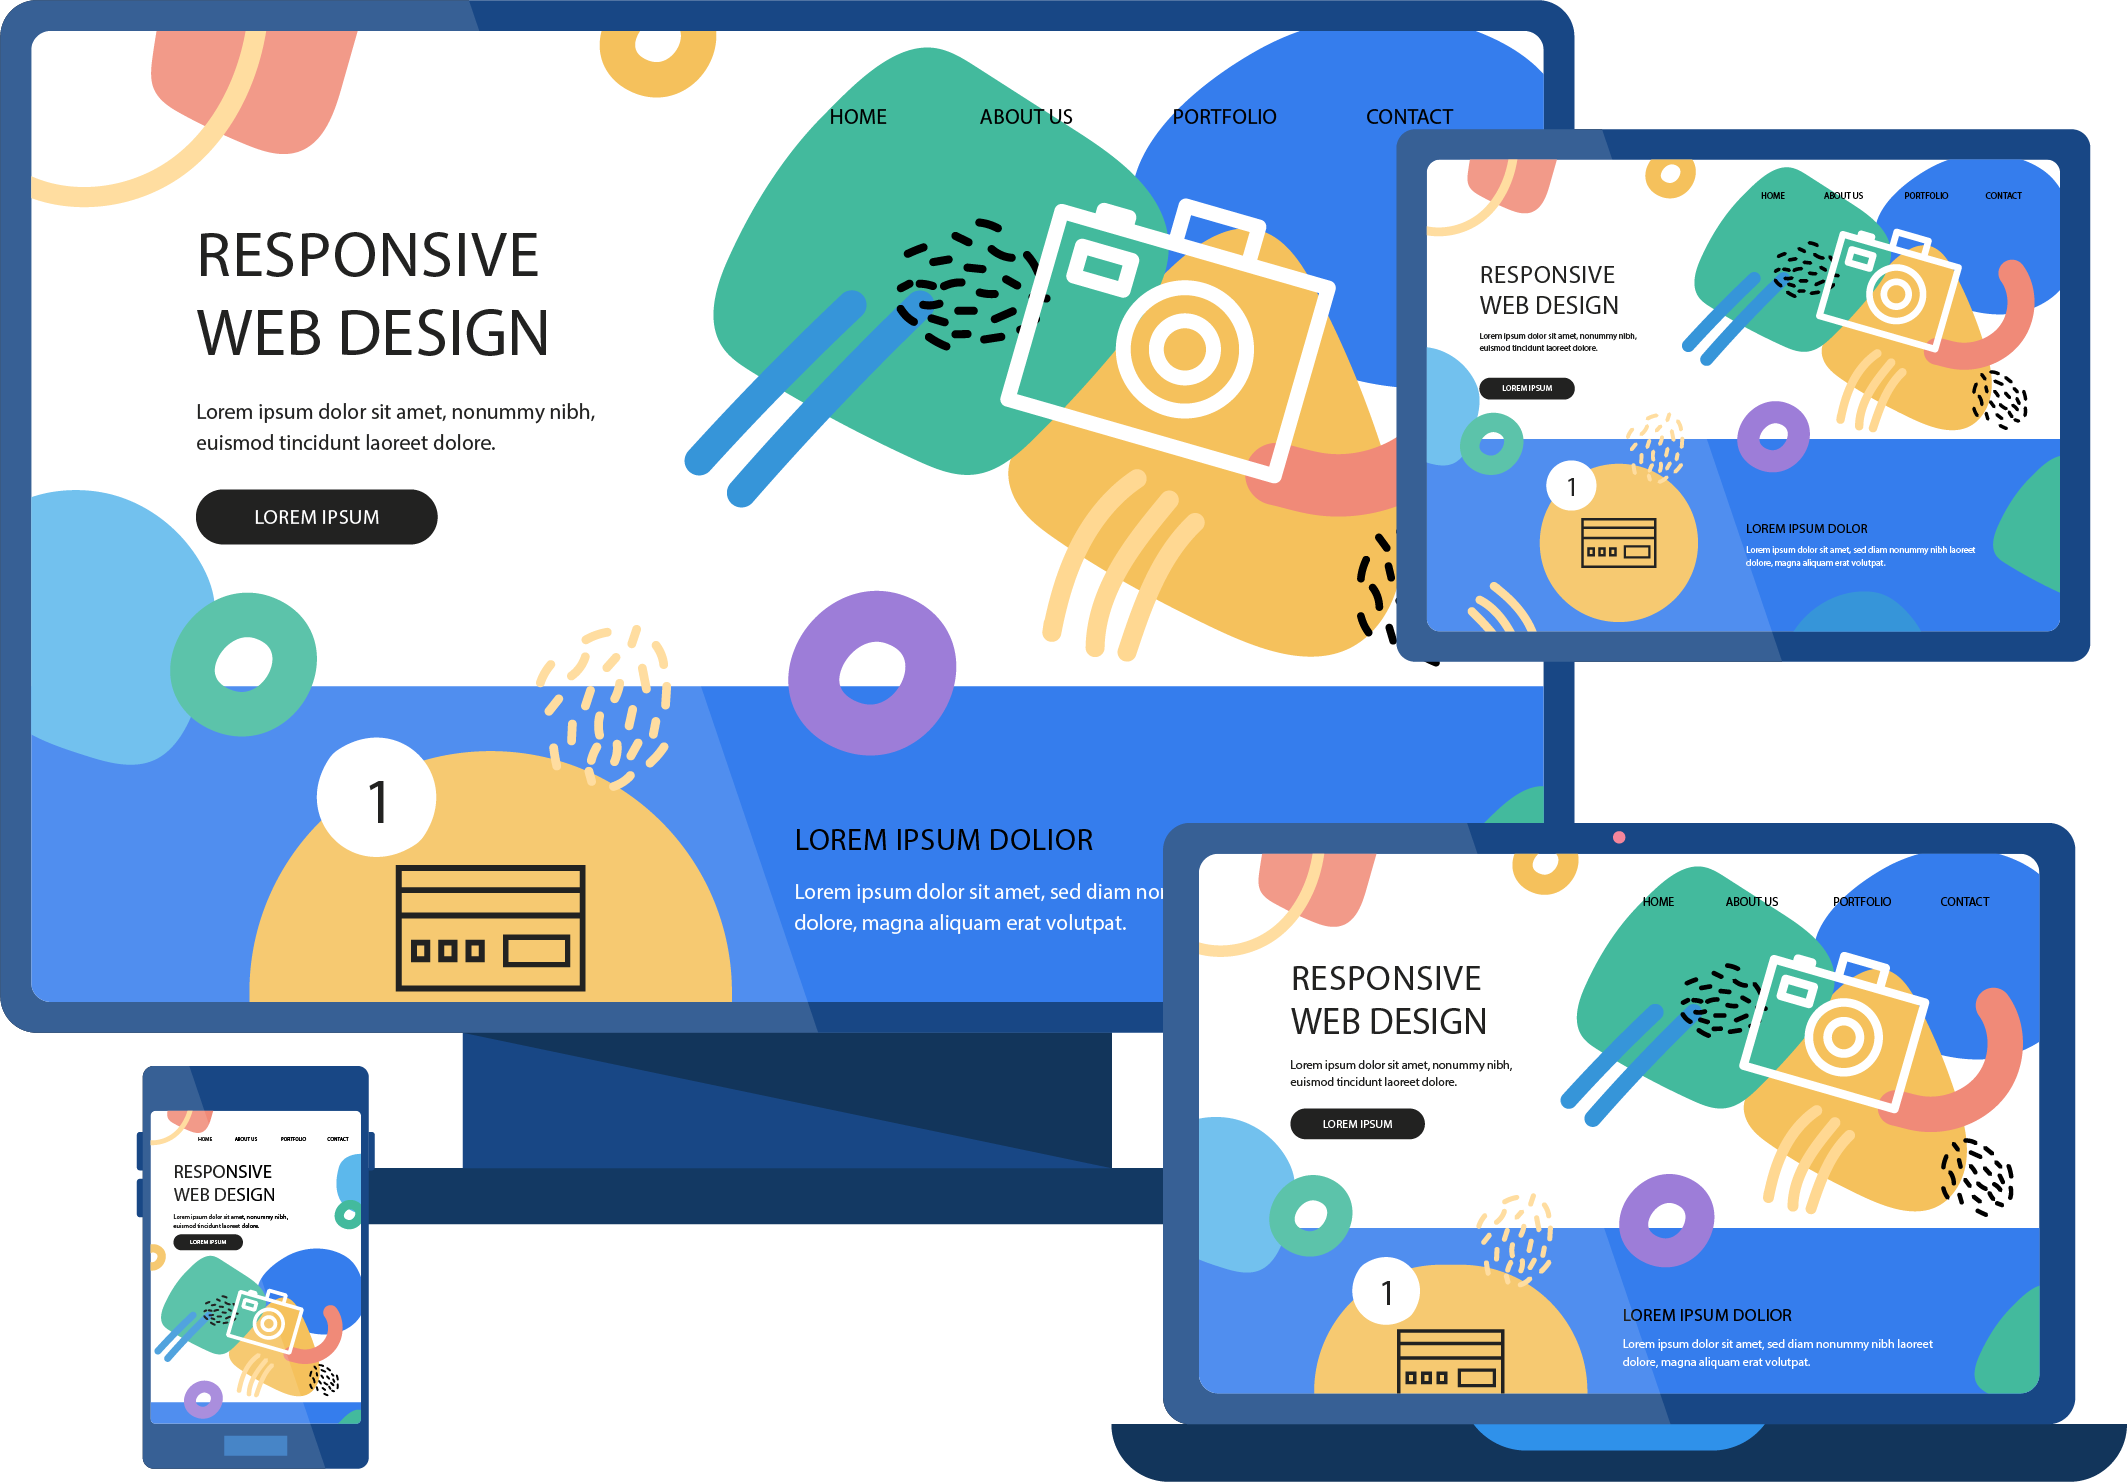 HOME ABOUT US PORTFOLIO CONTACT
RESPONSIVE
WEB DESIGN
Lorem ipsum dolor sit amet, nonummy nibh,
euismod tincidunt laoreet dolore.
LOREM IPSUM
1
LOREM IPSUM DOLIOR
Lorem ipsum dolor sit amet, sed diam nor
dolore, magna aliquam erat volutpat.
HOME ABOUT US PORTFOLIO CONTACT
RESPONSIVE
WEB DESIGN
Lorem ipsum dolor sit amet, nonummy nibh,
euismod tincidunt laoreet dolore.
LOREM IPSUM
1
LOREM IPSUM DOLOR
Lorem ipsum dolor sit amet, sed diam nonummy nibh laoreet
dolore, magna aliquam erat volutpat.
HOME ABOUT US PORTFOLIO CONTACT
RESPONSIVE
WEB DESIGN
Lorem ipsum dolor sit amet, nonummy nibh,
euismod tincidunt laoreet dolore.
LOREM IPSUM
1
LOREM IPSUM DOLIOR
Lorem ipsum dolor sit amet, sed diam nonummy nibh laoreet
dolore, magna aliquam erat volutpat.
HOME ABOUT US PORTFOLIO CONTACT
RESPONSIVE
WEB DESIGN
Lorem ipsum dolor sit amet, nonummy nibh,
euismod tincidunt laoreet dolore.
LOREM IPSUM